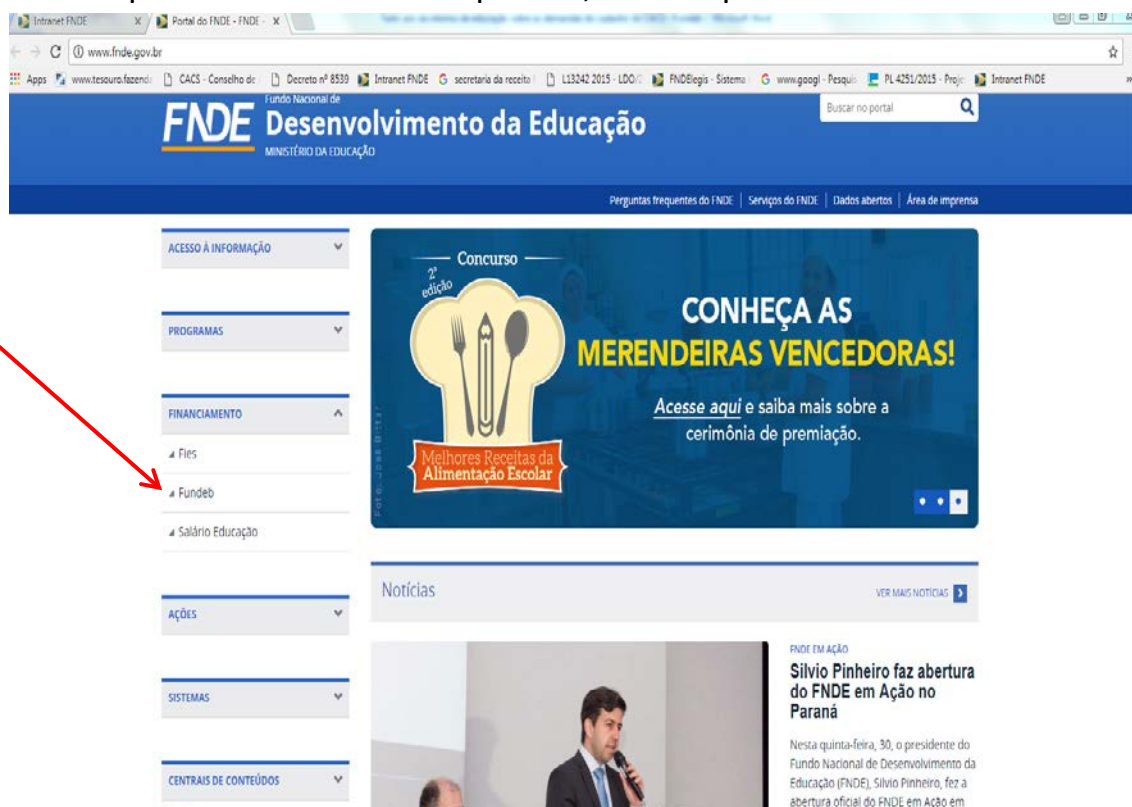 Intranet FNDE
Portal do FNDE - FNDE -
www.fnde.gov.br
Apps
www.tesouro.fazend
CACS - Conselho de
Decreto nº 8539
Intranet FNDE
secretaria da receita
L13242 2015 - LDO/
FNDElegis - Sistema
www.googl - Pesquis
PL 4251/2015 - Proje
Intranet FNDE
FNDE
Fundo Nacional de
Desenvolvimento da Educação
MINISTÉRIO DA EDUCAÇÃO
Buscar no portal
Perguntas frequentes do FNDE | Serviços do FNDE | Dados abertos | Área de imprensa
ACESSO À INFORMAÇÃO
PROGRAMAS
FINANCIAMENTO
Fies
Fundeb
Salário Educação
AÇÕES
SISTEMAS
CENTRAIS DE CONTEÚDOS
Concurso
2ª
edição
Melhores Receitas da
Alimentação Escolar
CONHEÇA AS
MERENDEIRAS VENCEDORAS!
Acesse aqui e saiba mais sobre a
cerimônia de premiação.
Notícias
VER MAIS NOTÍCIAS
FNDE EM AÇÃO
Silvio Pinheiro faz abertura
do FNDE em Ação no
Paraná
Nesta quinta-feira, 30, o presidente do
Fundo Nacional de Desenvolvimento da
Educação (FNDE), Silvio Pinheiro, fez a
abertura oficial do FNDE em Ação em